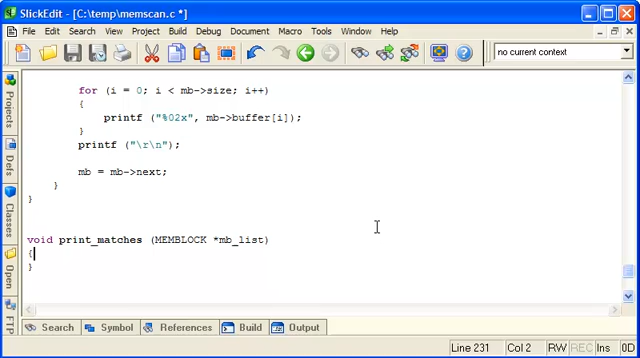 SlickEdit - [C:\temp\memscan.c *]
File Edit Search View Project Build Debug Document Macro Tools Window Help
no current context
for (i = 0; i < mb->size; i++)
{
printf ("%02x", mb->buffer[i]);
}
printf ("\r\n");
mb = mb->next;
}
}
void print_matches (MEMBLOCK *mb_list)
{
}
Projects
Defs
Classes
Open
FTP
Search Symbol References Build Output
Line 231 Col 2 RW REC Ins 0D